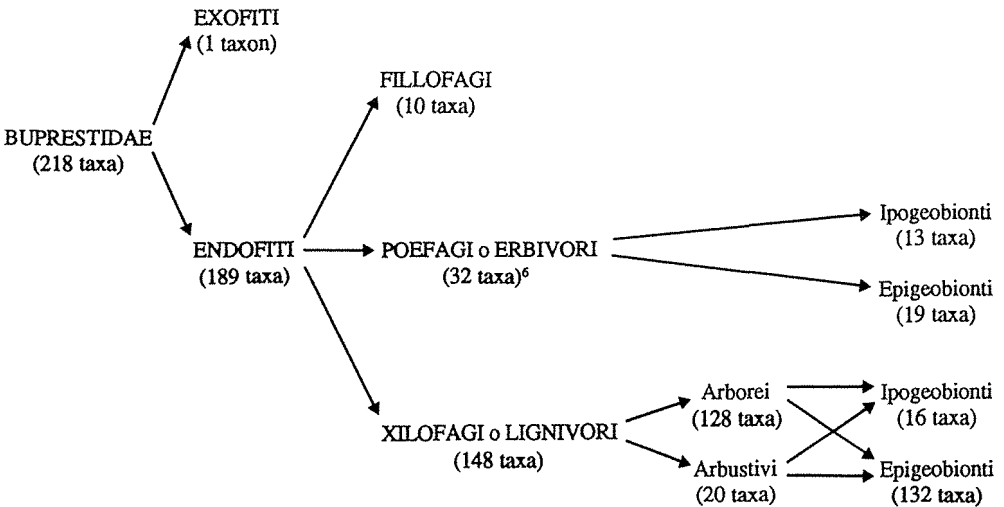 EXOFITI
(1 taxon)
FILLOFAGI
(10 taxa)
BUPRESTIDAE
(218 taxa)
Ipogeobionti
(13 taxa)
ENDOFITI
(189 taxa)
POEFAGI o ERBIVORI
(32 taxa)⁶
Epigeobionti
(19 taxa)
XILOFAGI o LIGNIVORI
(148 taxa)
Arborei
(128 taxa)
Ipogeobionti
(16 taxa)
Arbustivi
(20 taxa)
Epigeobionti
(132 taxa)